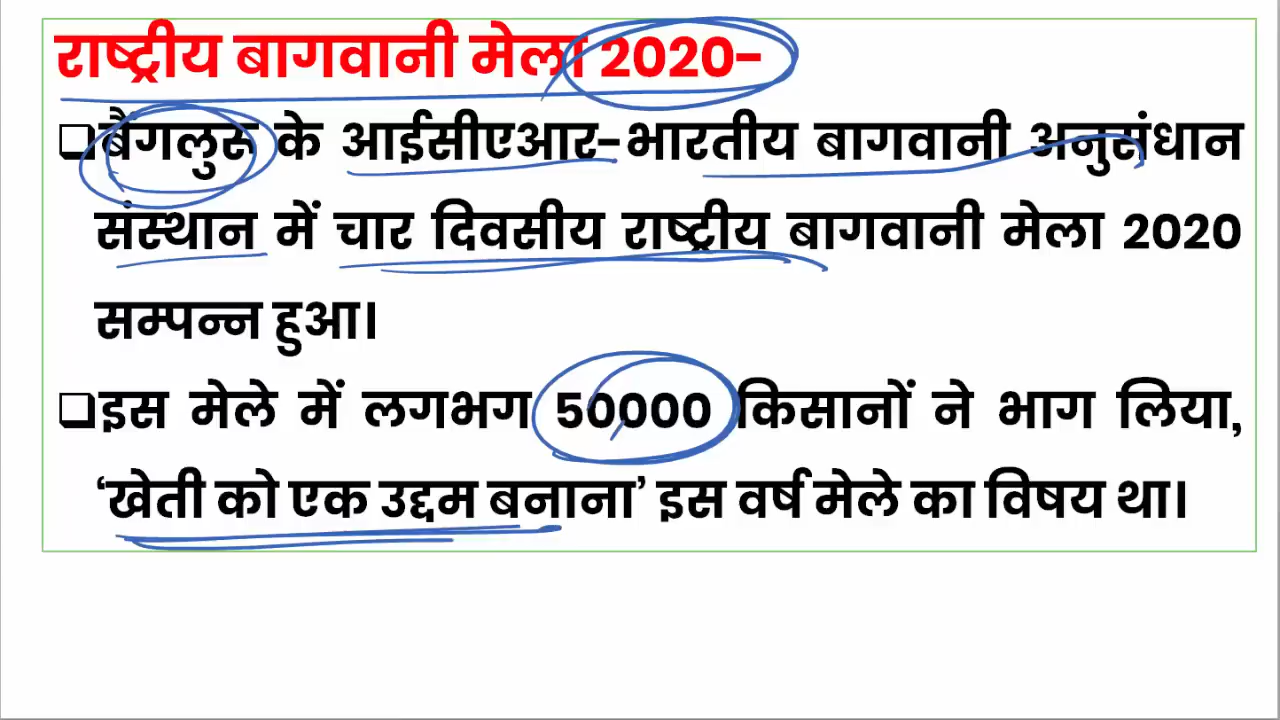 राष्ट्रीय बागवानी मेला 2020-
❑बैंगलुरू के आईसीएआर-भारतीय बागवानी अनुसंधान
संस्थान में चार दिवसीय राष्ट्रीय बागवानी मेला 2020
सम्पन्न हुआ।
❑इस मेले में लगभग 50000 किसानों ने भाग लिया,
‘खेती को एक उद्दम बनाना’ इस वर्ष मेले का विषय था।